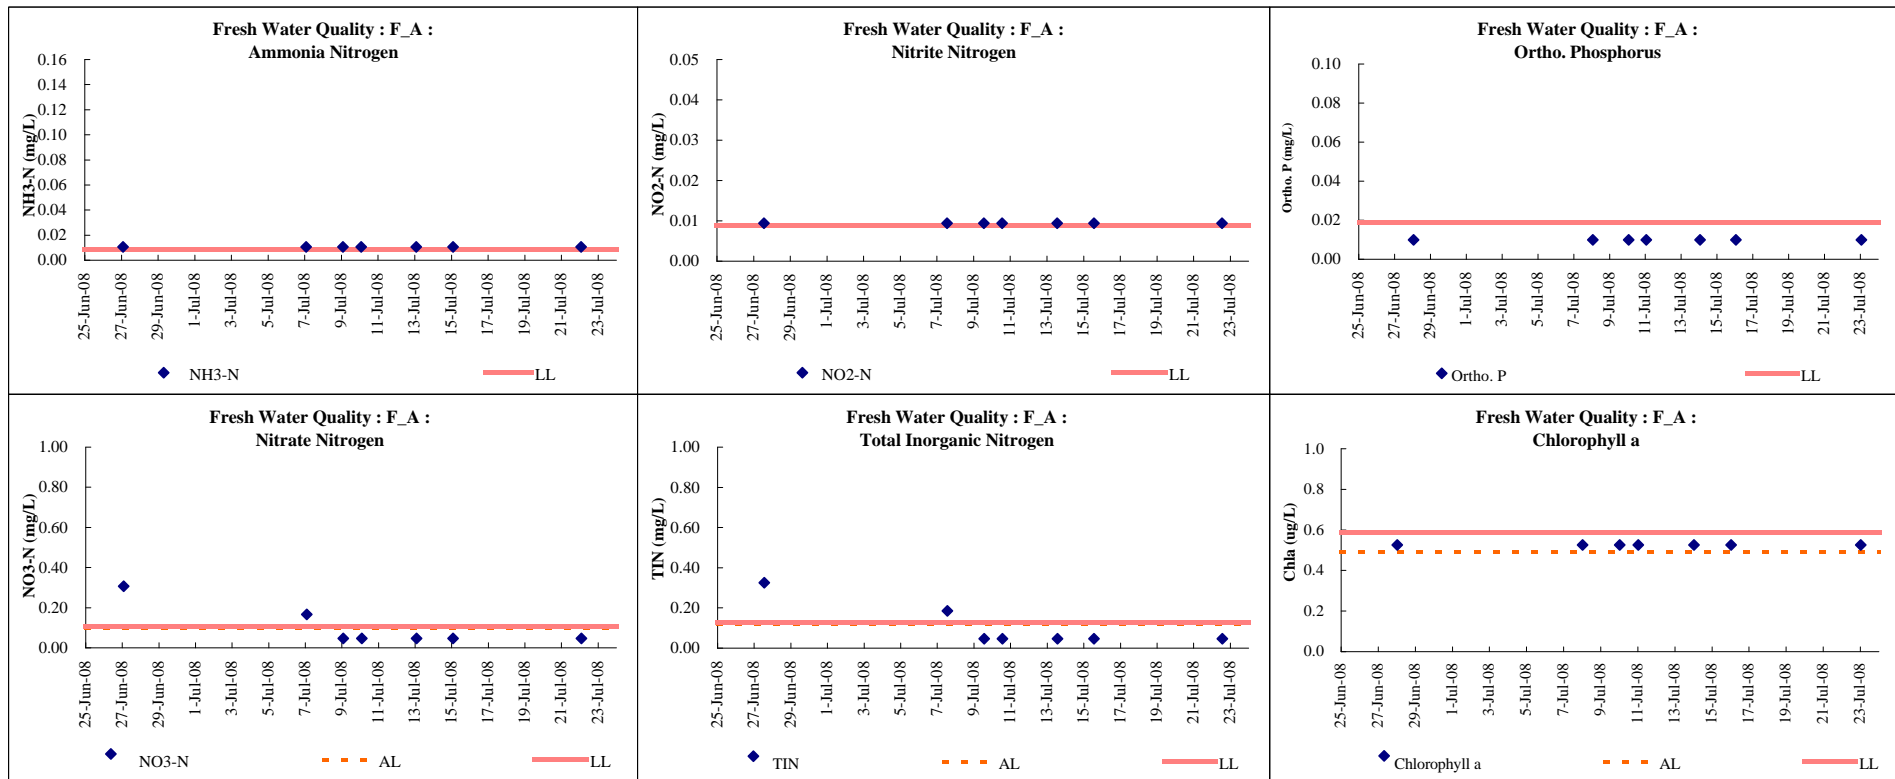 Fresh Water Quality : F_A :
Ammonia Nitrogen
NH3-N (mg/L)
0.16
0.14
0.12
0.10
0.08
0.06
0.04
0.02
0.00
25-Jun-08
27-Jun-08
29-Jun-08
1-Jul-08
3-Jul-08
5-Jul-08
7-Jul-08
9-Jul-08
11-Jul-08
13-Jul-08
15-Jul-08
17-Jul-08
19-Jul-08
21-Jul-08
23-Jul-08
NH3-N
LL
Fresh Water Quality : F_A :
Nitrite Nitrogen
NO2-N (mg/L)
0.05
0.04
0.03
0.02
0.01
0.00
25-Jun-08
27-Jun-08
29-Jun-08
1-Jul-08
3-Jul-08
5-Jul-08
7-Jul-08
9-Jul-08
11-Jul-08
13-Jul-08
15-Jul-08
17-Jul-08
19-Jul-08
21-Jul-08
23-Jul-08
NO2-N
LL
Fresh Water Quality : F_A :
Ortho. Phosphorus
Ortho. P (mg/L)
0.10
0.08
0.06
0.04
0.02
0.00
25-Jun-08
27-Jun-08
29-Jun-08
1-Jul-08
3-Jul-08
5-Jul-08
7-Jul-08
9-Jul-08
11-Jul-08
13-Jul-08
15-Jul-08
17-Jul-08
19-Jul-08
21-Jul-08
23-Jul-08
Ortho. P
LL
Fresh Water Quality : F_A :
Nitrate Nitrogen
NO3-N (mg/L)
1.00
0.80
0.60
0.40
0.20
0.00
25-Jun-08
27-Jun-08
29-Jun-08
1-Jul-08
3-Jul-08
5-Jul-08
7-Jul-08
9-Jul-08
11-Jul-08
13-Jul-08
15-Jul-08
17-Jul-08
19-Jul-08
21-Jul-08
23-Jul-08
NO3-N
AL
LL
Fresh Water Quality : F_A :
Total Inorganic Nitrogen
TIN (mg/L)
1.00
0.80
0.60
0.40
0.20
0.00
25-Jun-08
27-Jun-08
29-Jun-08
1-Jul-08
3-Jul-08
5-Jul-08
7-Jul-08
9-Jul-08
11-Jul-08
13-Jul-08
15-Jul-08
17-Jul-08
19-Jul-08
21-Jul-08
23-Jul-08
TIN
AL
LL
Fresh Water Quality : F_A :
Chlorophyll a
Chla (ug/L)
1.0
0.8
0.6
0.4
0.2
0.0
25-Jun-08
27-Jun-08
29-Jun-08
1-Jul-08
3-Jul-08
5-Jul-08
7-Jul-08
9-Jul-08
11-Jul-08
13-Jul-08
15-Jul-08
17-Jul-08
19-Jul-08
21-Jul-08
23-Jul-08
Chlorophyll a
AL
LL